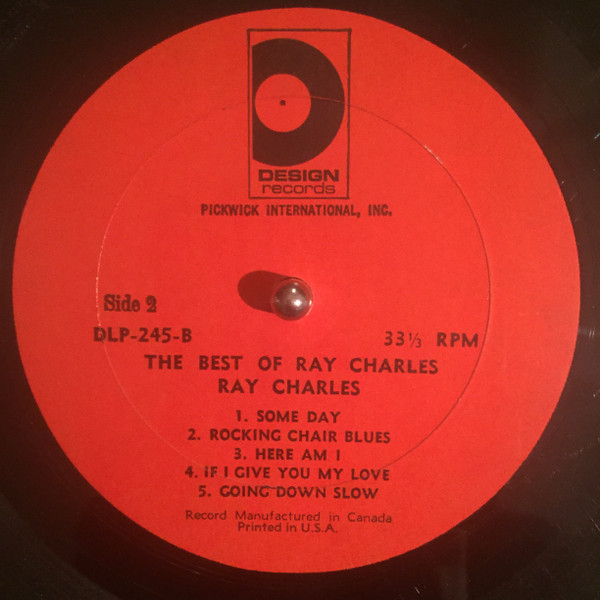 DESIGN
records
PICKWICK INTERNATIONAL, INC.
Side 2
DLP-245-B 33⅓ RPM
THE BEST OF RAY CHARLES
RAY CHARLES
1. SOME DAY
2. ROCKING CHAIR BLUES
3. HERE AM I
4. IF I GIVE YOU MY LOVE
5. GOING DOWN SLOW
Record Manufactured in Canada
Printed in U.S.A.